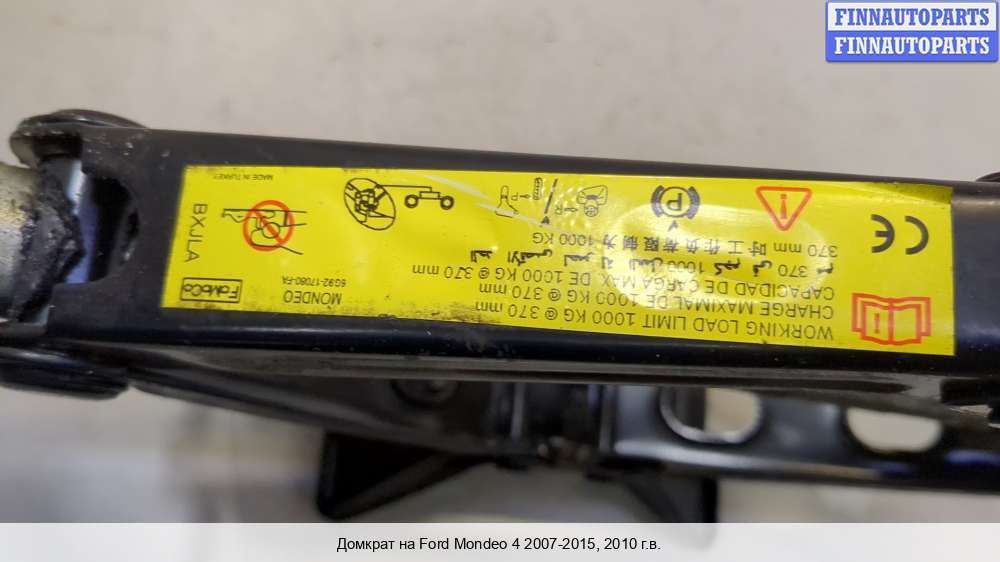 FINNAUTOPARTS
FINNAUTOPARTS
WORKING LOAD LIMIT 1000 KG @ 370 mm
CHARGE MAXIMAL DE 1000 KG @ 370 mm
CAPACIDAD DE CARGA MAX. DE 1000 KG @ 370 mm
370 mm 时工作负荷限制为 1000 KG
CE
P
MONDEO
6G92-17080-FA
FoMoCo
BXJLA
MADE IN TURKEY
Домкрат на Ford Mondeo 4 2007-2015, 2010 г.в.